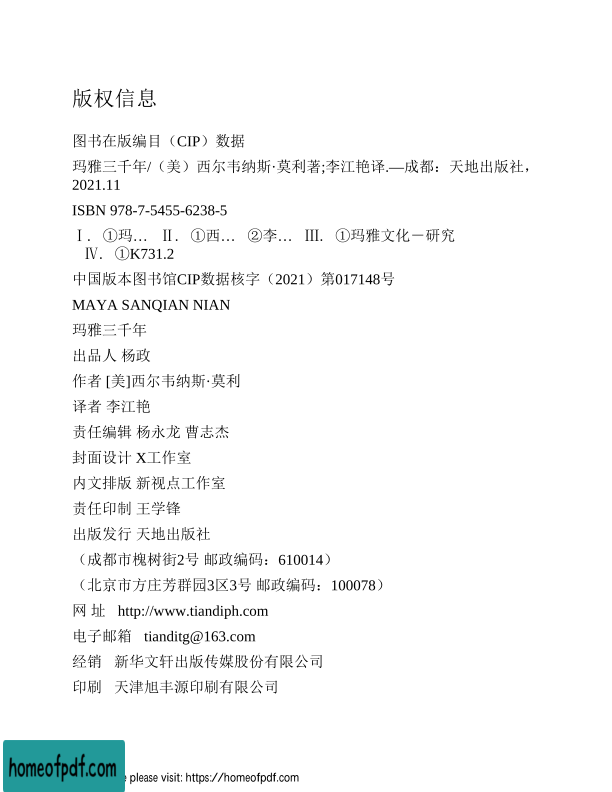 版权信息
图书在版编目（CIP）数据
玛雅三千年/（美）西尔韦纳斯·莫利著;李江艳译.—成都：天地出版社，
2021.11
ISBN 978-7-5455-6238-5
Ⅰ． ①玛… Ⅱ． ①西… ②李… Ⅲ． ①玛雅文化－研究
Ⅳ． ①K731.2
中国版本图书馆CIP数据核字（2021）第017148号
MAYA SANQIAN NIAN
玛雅三千年
出品人 杨政
作者 [美]西尔韦纳斯·莫利
译者 李江艳
责任编辑 杨永龙 曹志杰
封面设计 X工作室
内文排版 新视点工作室
责任印制 王学锋
出版发行 天地出版社
（成都市槐树街2号 邮政编码：610014）
（北京市方庄芳群园3区3号 邮政编码：100078）
网 址 http://www.tiandiph.com
电子邮箱 tianditg@163.com
经销 新华文轩出版传媒股份有限公司
印刷 天津旭丰源印刷有限公司
homeofpdf.com
please visit: https://homeofpdf.com